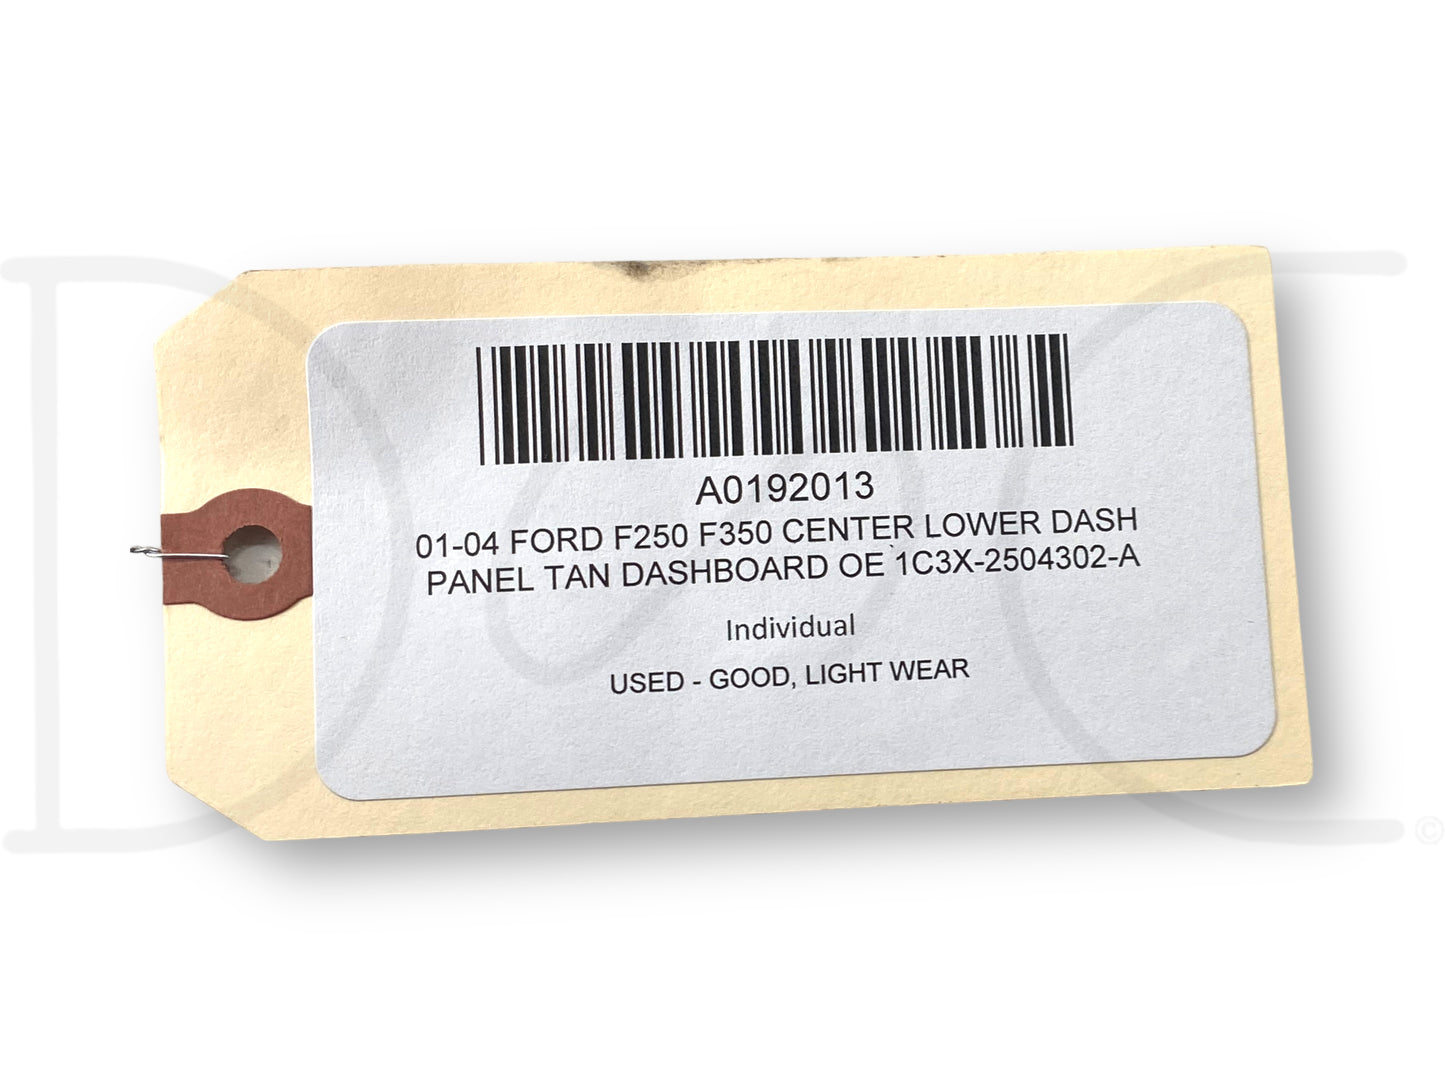 A0192013
01-04 FORD F250 F350 CENTER LOWER DASH
PANEL TAN DASHBOARD OE 1C3X-2504302-A
Individual
USED - GOOD, LIGHT WEAR
©